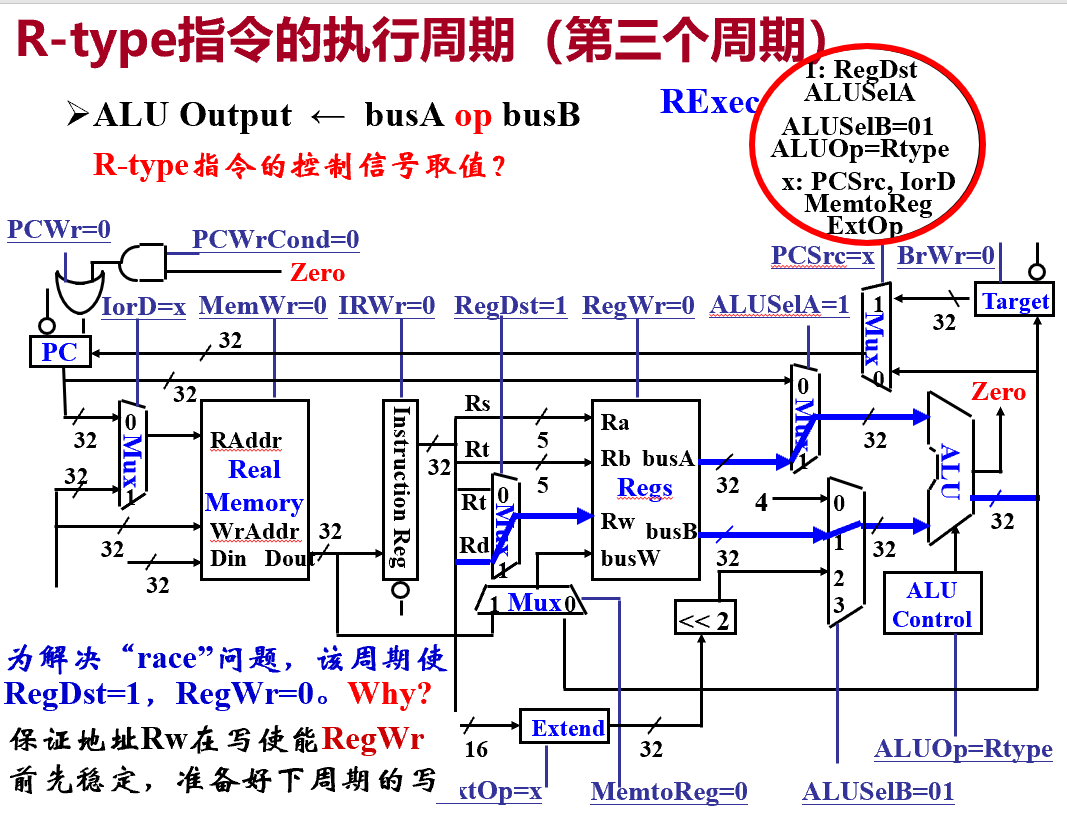 R-type指令的执行周期（第三个周期）
➢ALU Output ← busA op busB
R-type指令的控制信号取值?
RExec
1: RegDst
ALUSelA
ALUSelB=01
ALUOp=Rtype
x: PCSrc, IorD
MemtoReg
ExtOp
PCWr=0
PCWrCond=0
Zero
PCSrc=x
BrWr=0
IorD=x
MemWr=0
IRWr=0
RegDst=1
RegWr=0
ALUSelA=1
1
Mux
0
32
Target
PC
32
32
32
0
Mux
1
32
32
32
RAddr
Real
Memory
WrAddr
Din
Dout
32
Instruction Reg
32
Rs
5
Rt
5
Rt
Rd
0
Mux
1
Ra
Rb
busA
Regs
Rw
busB
busW
32
32
0
Mux
1
32
4
0
1
2
3
32
ALU
Zero
32
ALU
Control
1 Mux 0
<< 2
为解决“race”问题，该周期使
RegDst=1，RegWr=0。Why?
保证地址Rw在写使能RegWr
前先稳定，准备好下周期的写
16
Extend
32
xtOp=x
MemtoReg=0
ALUSelB=01
ALUOp=Rtype